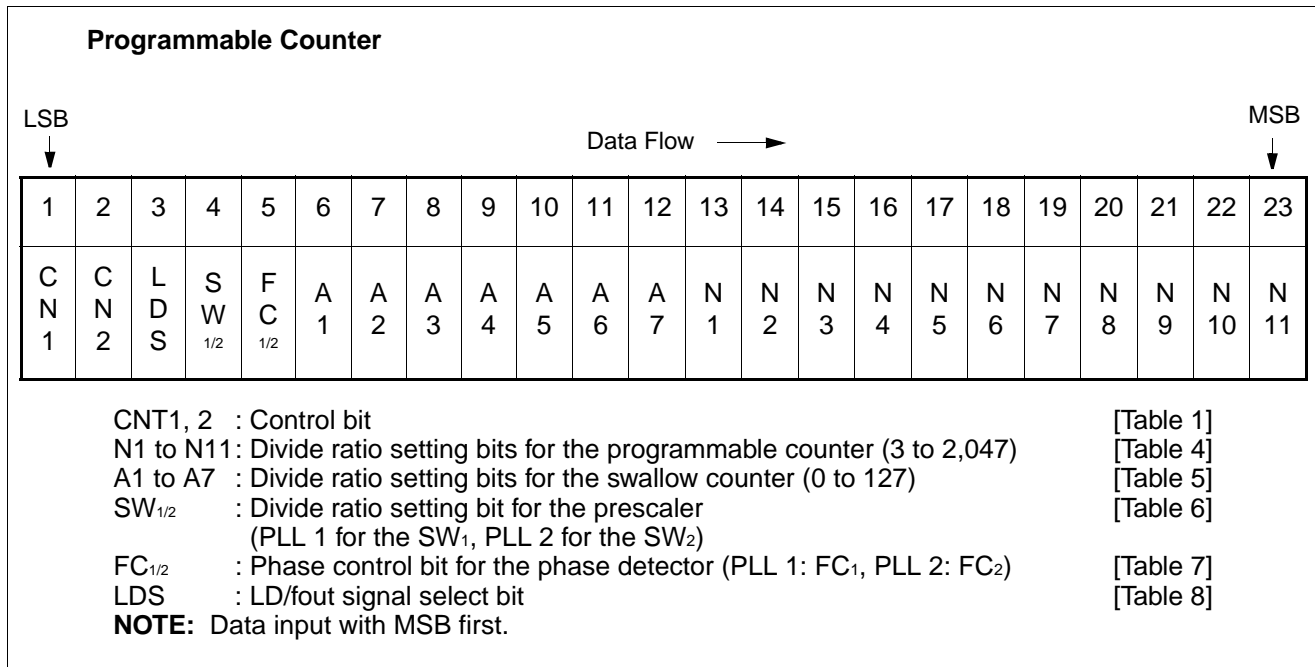 Programmable Counter
LSB
MSB
Data Flow
1 2 3 4 5 6 7 8 9 10 11 12 13 14 15 16 17 18 19 20 21 22 23
CN1 CN2 LDS SW1/2 FC1/2 A1 A2 A3 A4 A5 A6 A7 N1 N2 N3 N4 N5 N6 N7 N8 N9 N10 N11
CNT1, 2 : Control bit [Table 1]
N1 to N11: Divide ratio setting bits for the programmable counter (3 to 2,047) [Table 4]
A1 to A7 : Divide ratio setting bits for the swallow counter (0 to 127) [Table 5]
SW1/2 : Divide ratio setting bit for the prescaler [Table 6]
(PLL 1 for the SW1, PLL 2 for the SW2)
FC1/2 : Phase control bit for the phase detector (PLL 1: FC1, PLL 2: FC2) [Table 7]
LDS : LD/fout signal select bit [Table 8]
NOTE: Data input with MSB first.